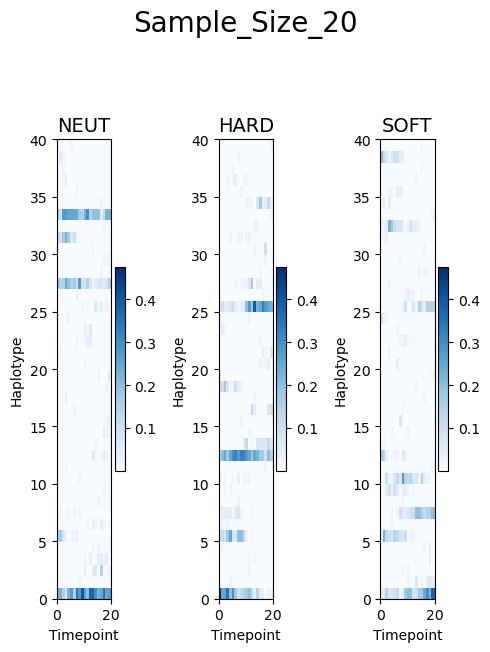 Sample_Size_20
NEUT HARD SOFT
40 40 40
35 35 35
30 30 30
25 25 25
20 20 20
15 15 15
10 10 10
5 5 5
0 0 0
0.4 0.4 0.4
0.3 0.3 0.3
0.2 0.2 0.2
0.1 0.1 0.1
Haplotype Haplotype Haplotype
0 20 0 20 0 20
Timepoint Timepoint Timepoint